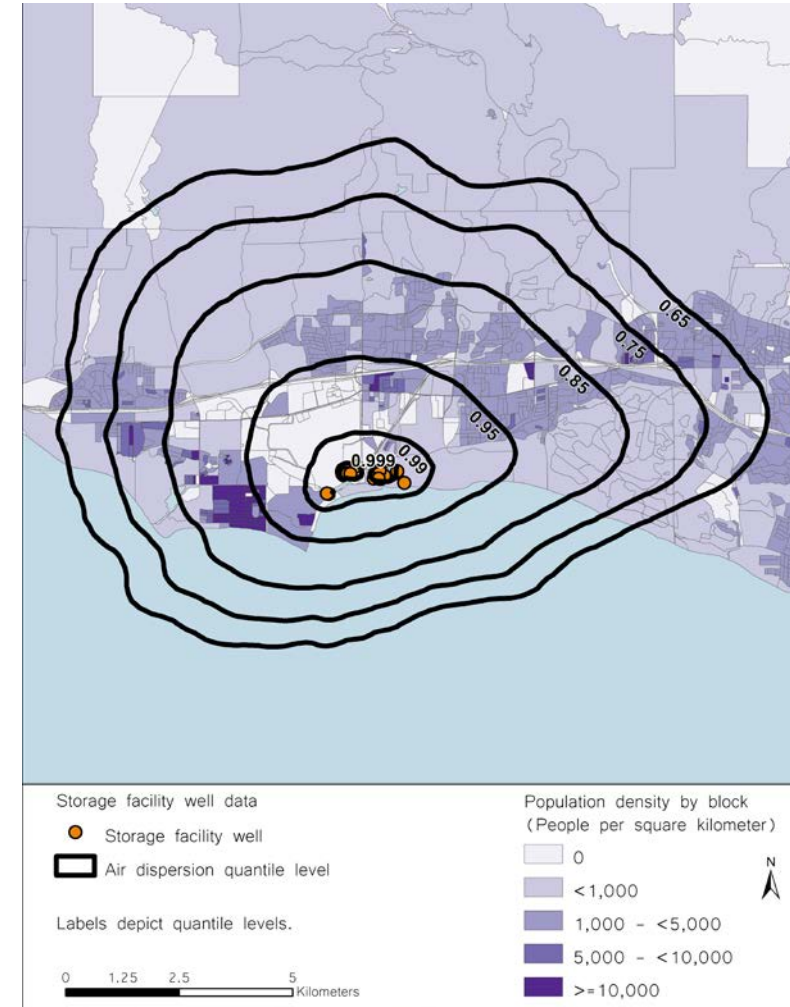 0.65
0.75
0.85
0.95
0.99
0.999
Storage facility well data
Storage facility well
Air dispersion quantile level
Labels depict quantile levels.
0 1.25 2.5 5
Kilometers
Population density by block
(People per square kilometer)
0
<1,000
1,000 - <5,000
5,000 - <10,000
>=10,000
N